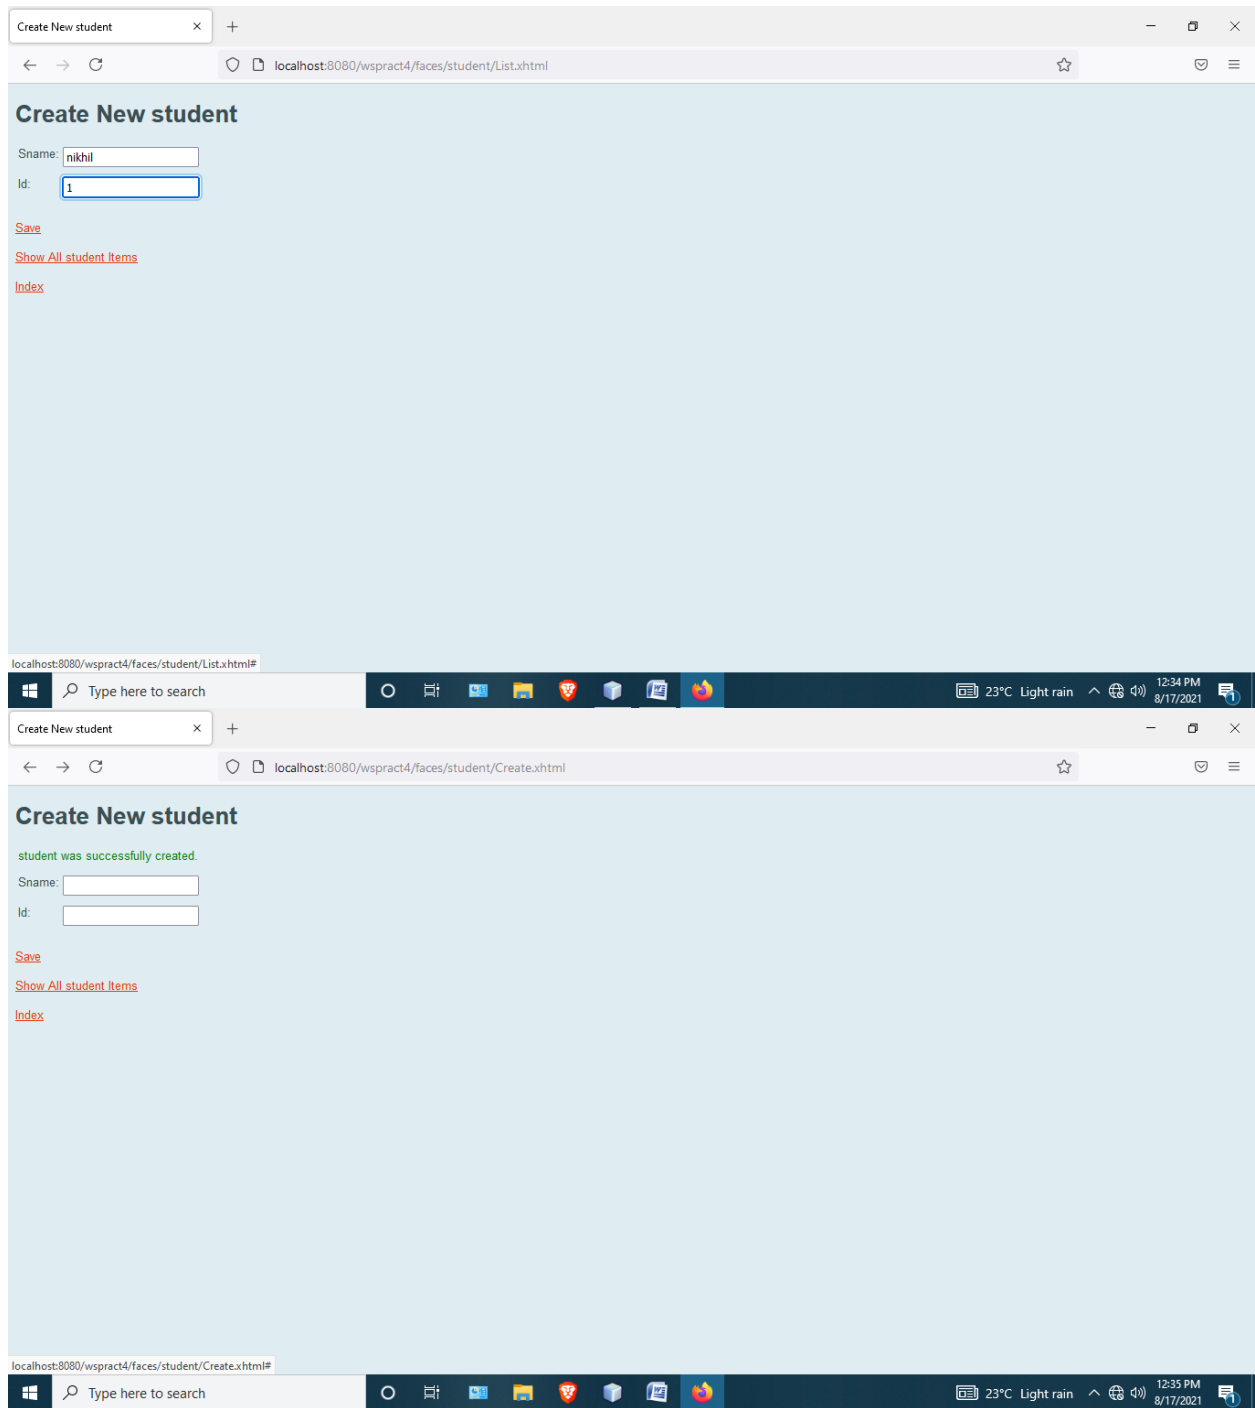 Create New student
localhost:8080/wspract4/faces/student/List.xhtml
Create New student
Sname: nikhil
Id: 1
Save
Show All student Items
Index
localhost:8080/wspract4/faces/student/List.xhtml#
Type here to search
23°C Light rain
12:34 PM
8/17/2021
1
Create New student
localhost:8080/wspract4/faces/student/Create.xhtml
Create New student
student was successfully created.
Sname:
Id:
Save
Show All student Items
Index
localhost:8080/wspract4/faces/student/Create.xhtml#
Type here to search
23°C Light rain
12:35 PM
8/17/2021
1